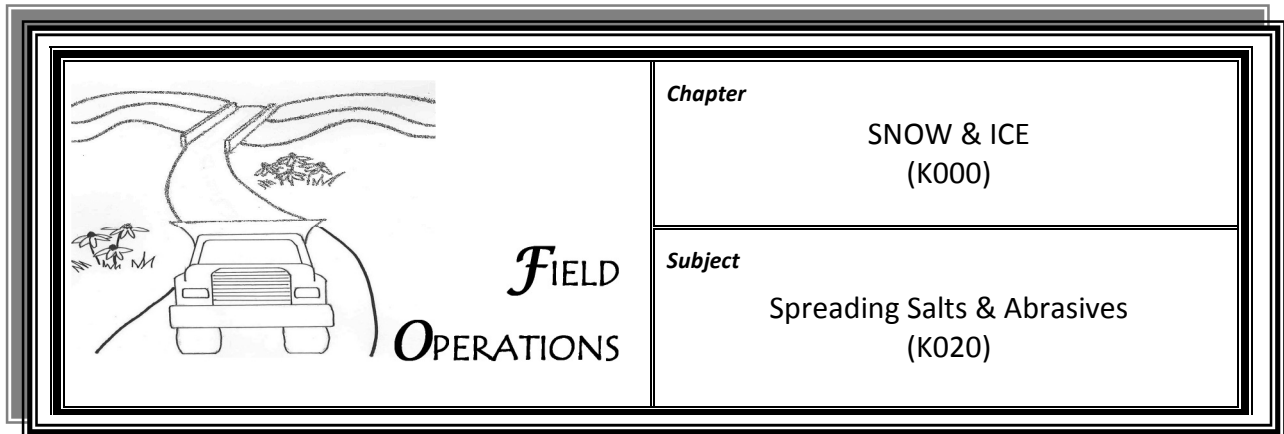 FIELD
OPERATIONS
Chapter
SNOW & ICE
(K000)
Subject
Spreading Salts & Abrasives
(K020)